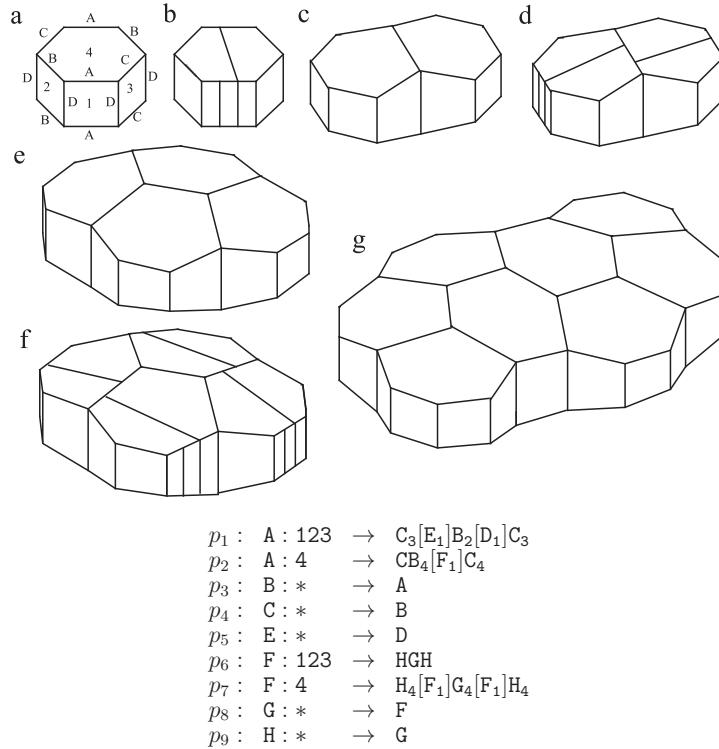 a
b
c
d
A
C
B
4
B
C
A
D
D
2
D
1
D
3
B
C
A
e
g
f
p₁ : A : 123 → C₃[E₁]B₂[D₁]C₃
p₂ : A : 4 → CB₄[F₁]C₄
p₃ : B : * → A
p₄ : C : * → B
p₅ : E : * → D
p₆ : F : 123 → HGH
p₇ : F : 4 → H₄[F₁]G₄[F₁]H₄
p₈ : G : * → F
p₉ : H : * → G